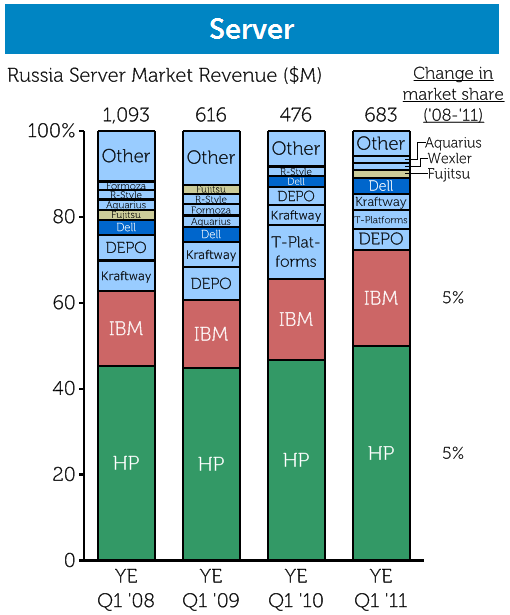 Server
Russia Server Market Revenue ($M)
Change in
market share
('08-'11)
1,093
616
476
683
100%
80
60
40
20
0
Other
Formoza
R-Style
Aquarius
Fujitsu
Dell
DEPO
Kraftway
IBM
HP
Other
Fujitsu
R-Style
Formoza
Aquarius
Dell
Kraftway
DEPO
IBM
HP
Other
R-Style
Dell
DEPO
Kraftway
T-Plat-
forms
IBM
HP
Other
Aquarius
Wexler
Fujitsu
Dell
Kraftway
T-Platforms
DEPO
IBM
HP
5%
5%
YE
Q1 '08
YE
Q1 '09
YE
Q1 '10
YE
Q1 '11